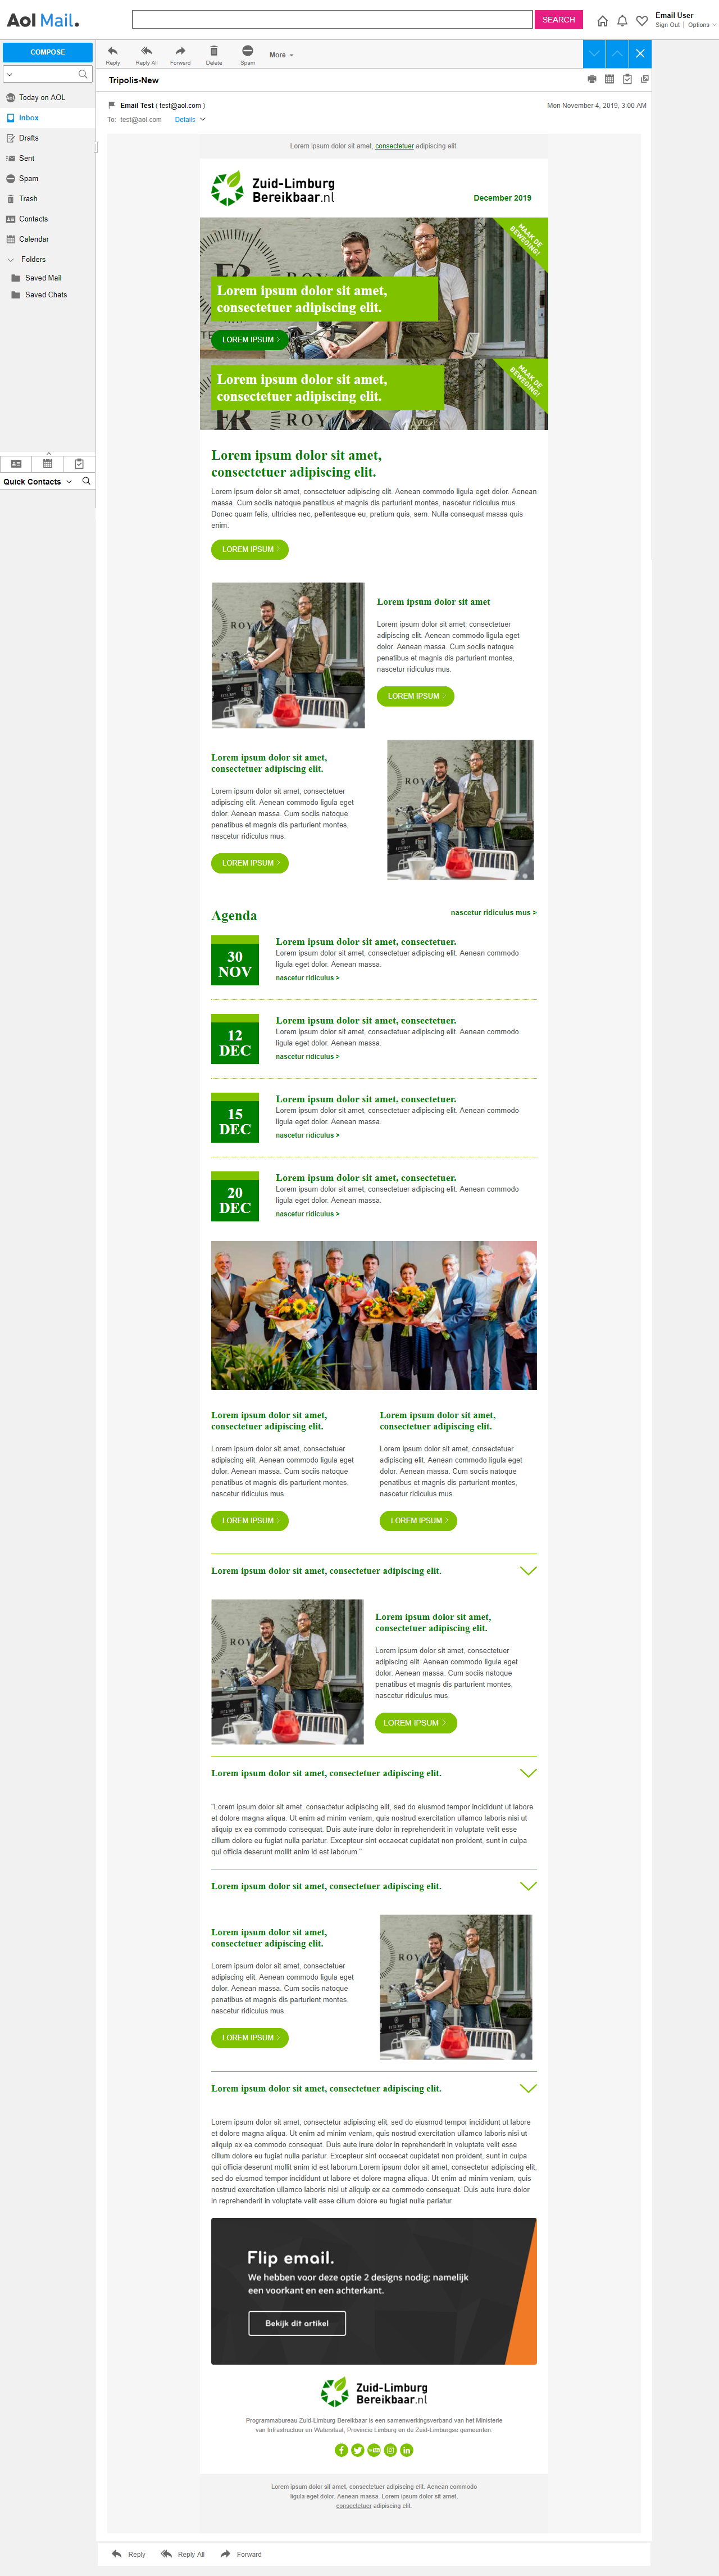 Aol Mail.
SEARCH
Email User
Sign Out | Options
COMPOSE
Today on AOL
Inbox
Drafts
Sent
Spam
Trash
Contacts
Calendar
Folders
Saved Mail
Saved Chats
Quick Contacts
Reply
Reply All
Forward
Delete
Spam
More
Tripolis-New
Email Test ( test@aol.com )
Mon November 4, 2019, 3:00 AM
To: test@aol.com Details
Lorem ipsum dolor sit amet, consectetuer adipiscing elit.
Zuid-Limburg
Bereikbaar.nl
December 2019
MAAK DE
BEWEGING!
Lorem ipsum dolor sit amet,
consectetuer adipiscing elit.
LOREM IPSUM >
MAAK DE
BEWEGING!
Lorem ipsum dolor sit amet,
consectetuer adipiscing elit.
ROY
Lorem ipsum dolor sit amet,
consectetuer adipiscing elit.
Lorem ipsum dolor sit amet, consectetuer adipiscing elit. Aenean commodo ligula eget dolor. Aenean
massa. Cum sociis natoque penatibus et magnis dis parturient montes, nascetur ridiculus mus.
Donec quam felis, ultricies nec, pellentesque eu, pretium quis, sem. Nulla consequat massa quis
enim.
LOREM IPSUM >
ROY
Lorem ipsum dolor sit amet
Lorem ipsum dolor sit amet, consectetuer
adipiscing elit. Aenean commodo ligula eget
dolor. Aenean massa. Cum sociis natoque
penatibus et magnis dis parturient montes,
nascetur ridiculus mus.
LOREM IPSUM >
Lorem ipsum dolor sit amet,
consectetuer adipiscing elit.
Lorem ipsum dolor sit amet, consectetuer
adipiscing elit. Aenean commodo ligula eget
dolor. Aenean massa. Cum sociis natoque
penatibus et magnis dis parturient montes,
nascetur ridiculus mus.
LOREM IPSUM >
ROY
Agenda
nascetur ridiculus mus >
30
NOV
Lorem ipsum dolor sit amet, consectetuer.
Lorem ipsum dolor sit amet, consectetuer adipiscing elit. Aenean commodo
ligula eget dolor. Aenean massa.
nascetur ridiculus >
12
DEC
Lorem ipsum dolor sit amet, consectetuer.
Lorem ipsum dolor sit amet, consectetuer adipiscing elit. Aenean commodo
ligula eget dolor. Aenean massa.
nascetur ridiculus >
15
DEC
Lorem ipsum dolor sit amet, consectetuer.
Lorem ipsum dolor sit amet, consectetuer adipiscing elit. Aenean commodo
ligula eget dolor. Aenean massa.
nascetur ridiculus >
20
DEC
Lorem ipsum dolor sit amet, consectetuer.
Lorem ipsum dolor sit amet, consectetuer adipiscing elit. Aenean commodo
ligula eget dolor. Aenean massa.
nascetur ridiculus >
Lorem ipsum dolor sit amet,
consectetuer adipiscing elit.
Lorem ipsum dolor sit amet, consectetuer
adipiscing elit. Aenean commodo ligula eget
dolor. Aenean massa. Cum sociis natoque
penatibus et magnis dis parturient montes,
nascetur ridiculus mus.
LOREM IPSUM >
Lorem ipsum dolor sit amet,
consectetuer adipiscing elit.
Lorem ipsum dolor sit amet, consectetuer
adipiscing elit. Aenean commodo ligula eget
dolor. Aenean massa. Cum sociis natoque
penatibus et magnis dis parturient montes,
nascetur ridiculus mus.
LOREM IPSUM >
Lorem ipsum dolor sit amet, consectetuer adipiscing elit.
ROY
Lorem ipsum dolor sit amet,
consectetuer adipiscing elit.
Lorem ipsum dolor sit amet, consectetuer
adipiscing elit. Aenean commodo ligula eget
dolor. Aenean massa. Cum sociis natoque
penatibus et magnis dis parturient montes,
nascetur ridiculus mus.
LOREM IPSUM >
Lorem ipsum dolor sit amet, consectetuer adipiscing elit.
"Lorem ipsum dolor sit amet, consectetur adipiscing elit, sed do eiusmod tempor incididunt ut labore
et dolore magna aliqua. Ut enim ad minim veniam, quis nostrud exercitation ullamco laboris nisi ut
aliquip ex ea commodo consequat. Duis aute irure dolor in reprehenderit in voluptate velit esse
cillum dolore eu fugiat nulla pariatur. Excepteur sint occaecat cupidatat non proident, sunt in culpa
qui officia deserunt mollit anim id est laborum."
Lorem ipsum dolor sit amet, consectetuer adipiscing elit.
Lorem ipsum dolor sit amet,
consectetuer adipiscing elit.
Lorem ipsum dolor sit amet, consectetuer
adipiscing elit. Aenean commodo ligula eget
dolor. Aenean massa. Cum sociis natoque
penatibus et magnis dis parturient montes,
nascetur ridiculus mus.
LOREM IPSUM >
ROY
Lorem ipsum dolor sit amet, consectetuer adipiscing elit.
Lorem ipsum dolor sit amet, consectetur adipiscing elit, sed do eiusmod tempor incididunt ut labore
et dolore magna aliqua. Ut enim ad minim veniam, quis nostrud exercitation ullamco laboris nisi ut
aliquip ex ea commodo consequat. Duis aute irure dolor in reprehenderit in voluptate velit esse
cillum dolore eu fugiat nulla pariatur. Excepteur sint occaecat cupidatat non proident, sunt in culpa
qui officia deserunt mollit anim id est laborum.Lorem ipsum dolor sit amet, consectetur adipiscing elit,
sed do eiusmod tempor incididunt ut labore et dolore magna aliqua. Ut enim ad minim veniam, quis
nostrud exercitation ullamco laboris nisi ut aliquip ex ea commodo consequat. Duis aute irure dolor
in reprehenderit in voluptate velit esse cillum dolore eu fugiat nulla pariatur.
Flip email.
We hebben voor deze optie 2 designs nodig; namelijk
een voorkant en een achterkant.
Bekijk dit artikel
Zuid-Limburg
Bereikbaar.nl
Programmabureau Zuid-Limburg Bereikbaar is een samenwerkingsverband van het Ministerie
van Infrastructuur en Waterstaat, Provincie Limburg en de Zuid-Limburgse gemeenten.
Lorem ipsum dolor sit amet, consectetuer adipiscing elit. Aenean commodo
ligula eget dolor. Aenean massa. Lorem ipsum dolor sit amet,
consectetuer adipiscing elit.
Reply
Reply All
Forward